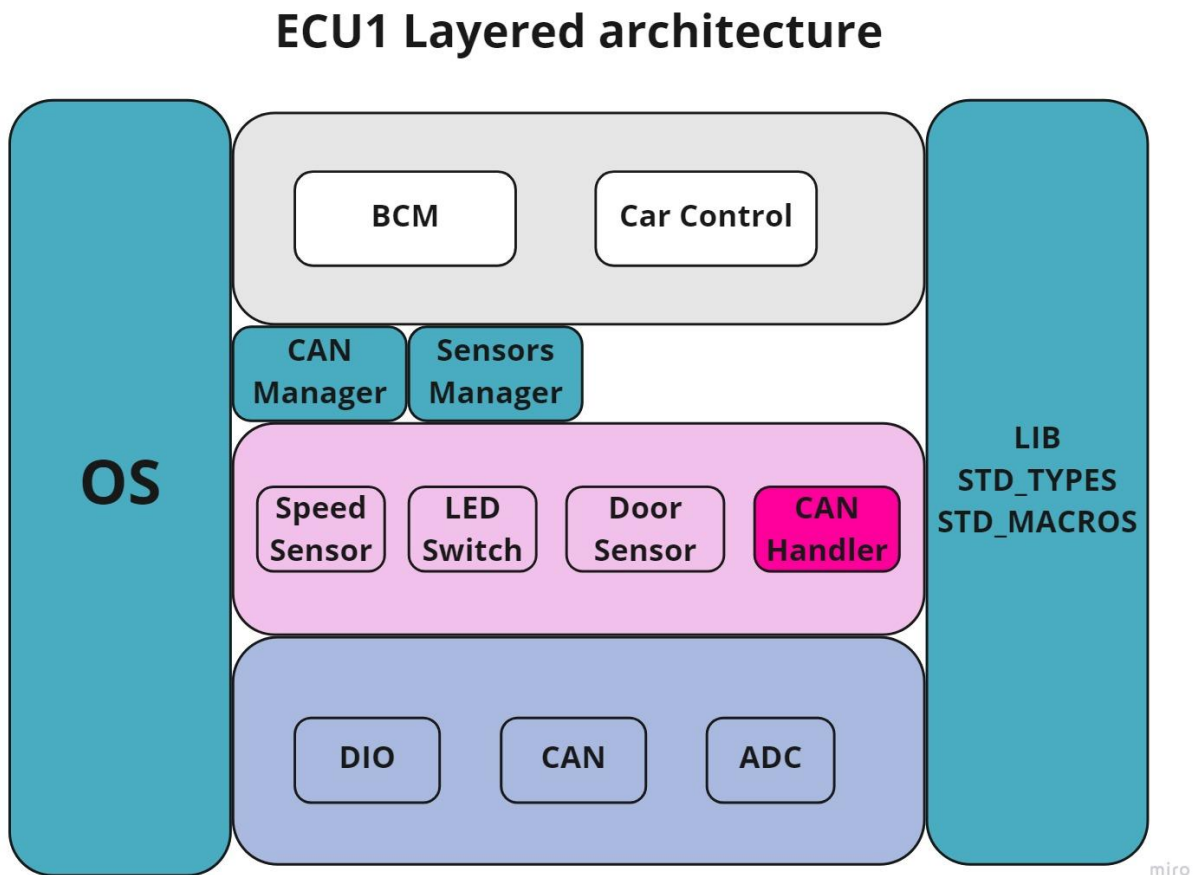 ECU1 Layered architecture
BCM
Car Control
CAN
Manager
Sensors
Manager
OS
LIB
STD_TYPES
STD_MACROS
Speed
Sensor
LED
Switch
Door
Sensor
CAN
Handler
DIO
CAN
ADC
miro